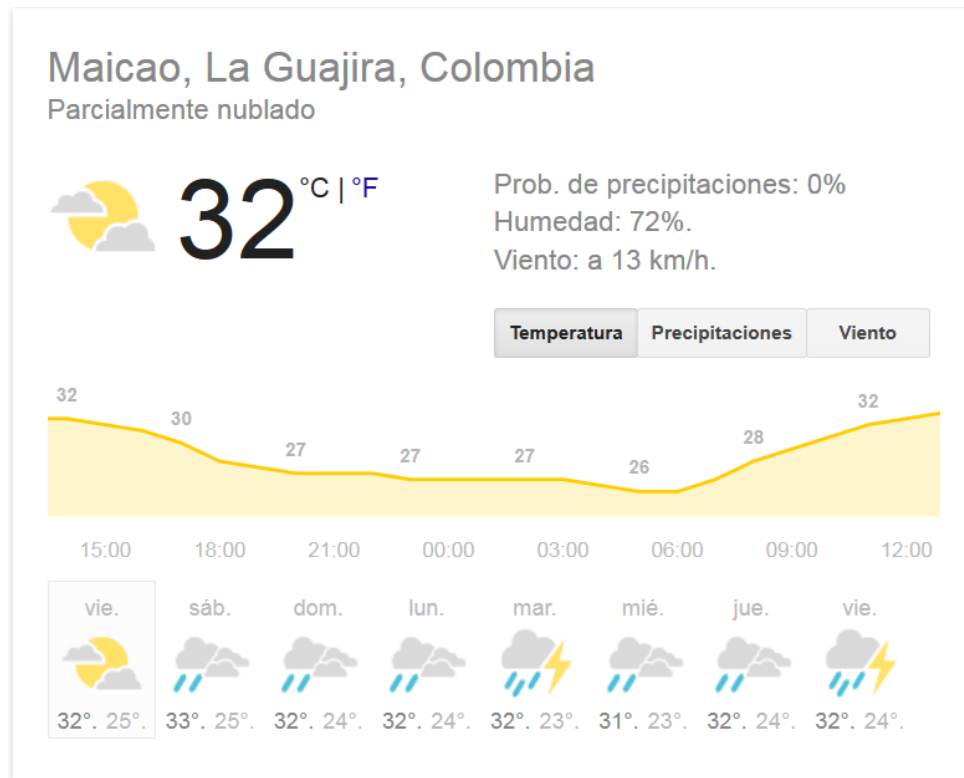 Maicao, La Guajira, Colombia
Parcialmente nublado
32 °C | °F
Prob. de precipitaciones: 0%
Humedad: 72%.
Viento: a 13 km/h.
Temperatura Precipitaciones Viento
32 30 27 27 27 26 28 32
15:00 18:00 21:00 00:00 03:00 06:00 09:00 12:00
vie. sáb. dom. lun. mar. mié. jue. vie.
32°. 25°. 33°. 25°. 32°. 24°. 32°. 24°. 32°. 23°. 31°. 23°. 32°. 24°. 32°. 24°.